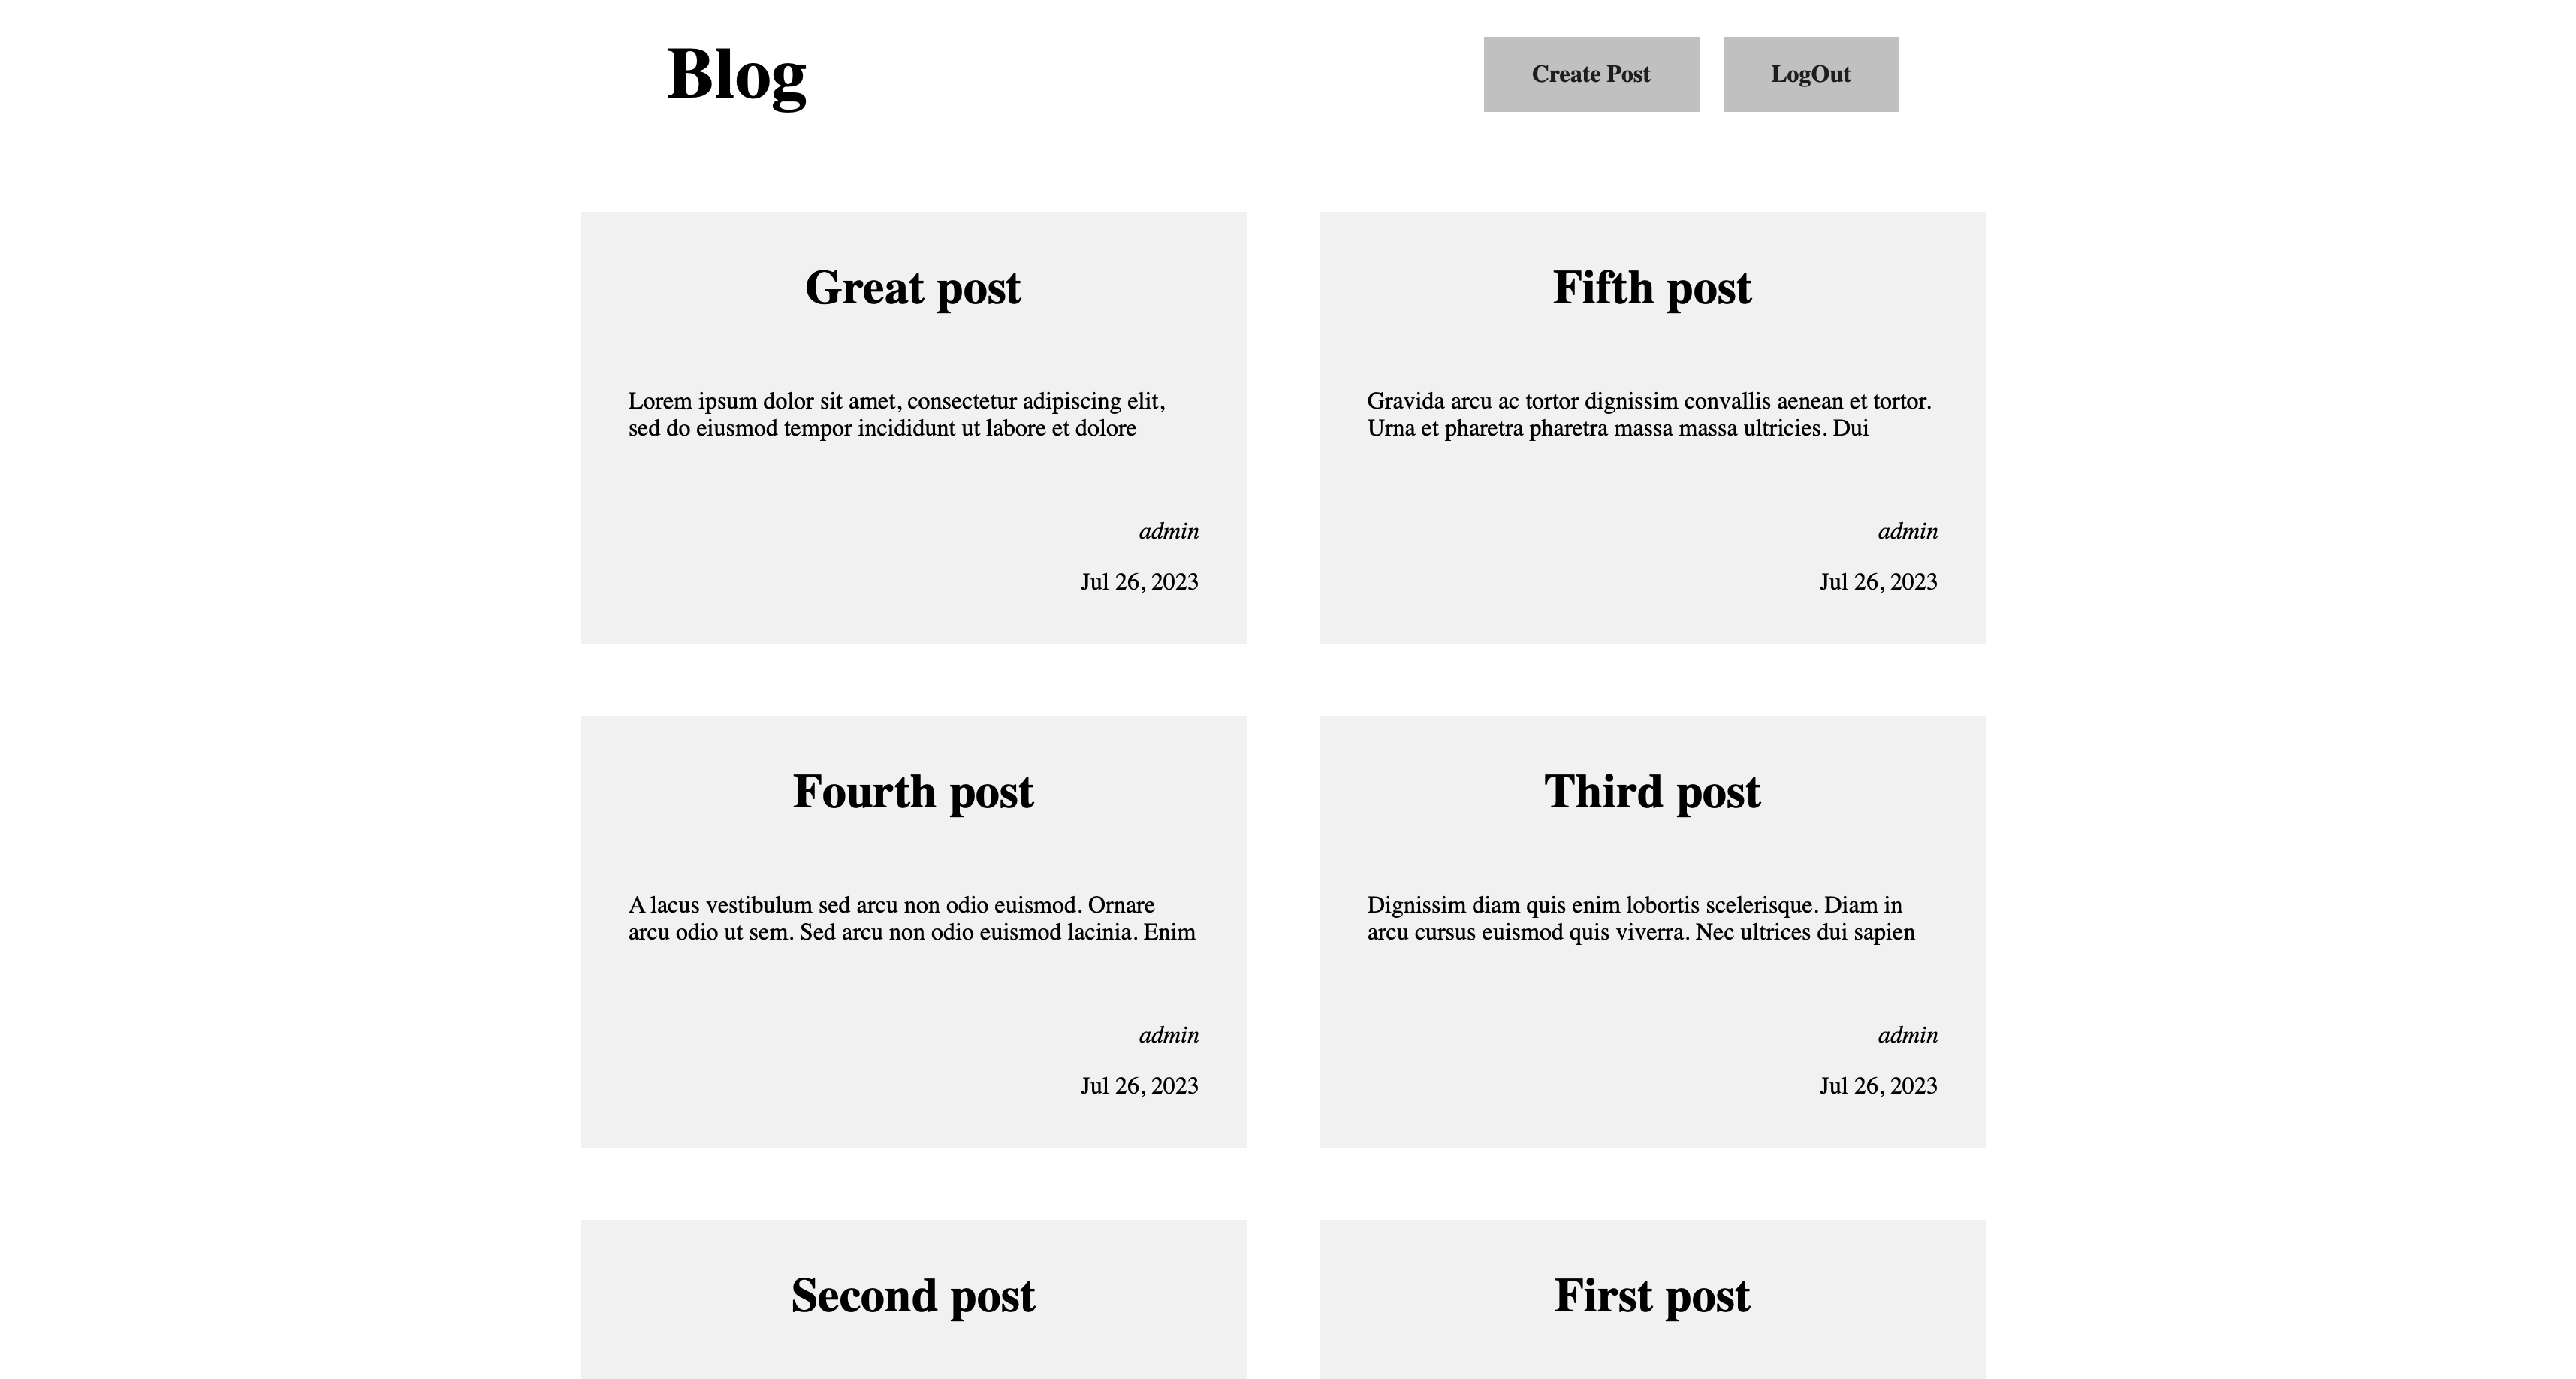 Blog
Create Post
LogOut
Great post
Lorem ipsum dolor sit amet, consectetur adipiscing elit,
sed do eiusmod tempor incididunt ut labore et dolore
admin
Jul 26, 2023
Fifth post
Gravida arcu ac tortor dignissim convallis aenean et tortor.
Urna et pharetra pharetra massa massa ultricies. Dui
admin
Jul 26, 2023
Fourth post
A lacus vestibulum sed arcu non odio euismod. Ornare
arcu odio ut sem. Sed arcu non odio euismod lacinia. Enim
admin
Jul 26, 2023
Third post
Dignissim diam quis enim lobortis scelerisque. Diam in
arcu cursus euismod quis viverra. Nec ultrices dui sapien
admin
Jul 26, 2023
Second post
First post